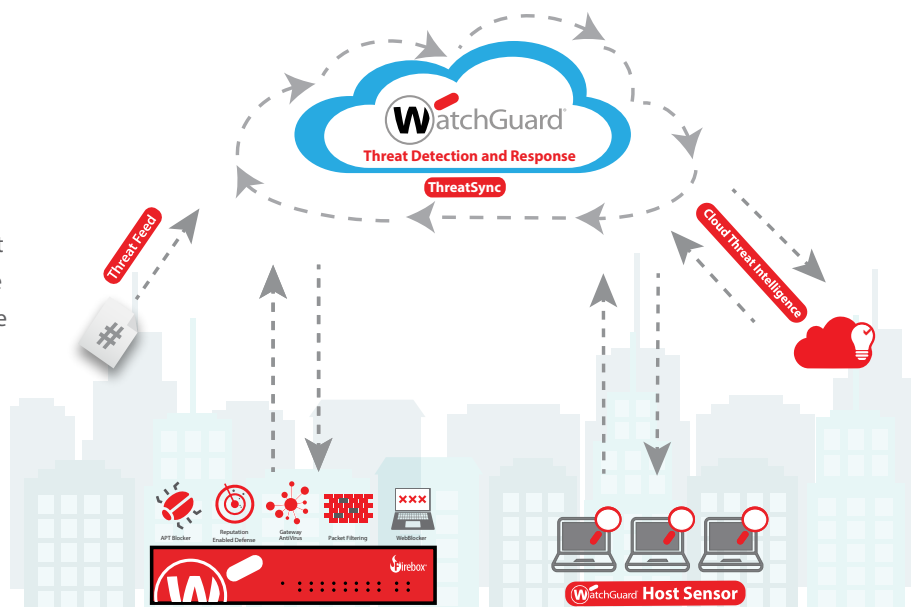 WatchGuard
Threat Detection and Response
ThreatSync
Threat Feed
Cloud Threat Intelligence
#
APT Blocker
Reputation
Enabled Defense
Gateway
AntiVirus
Packet Filtering
XXX
WebBlocker
W
Firebox
WatchGuard Host Sensor